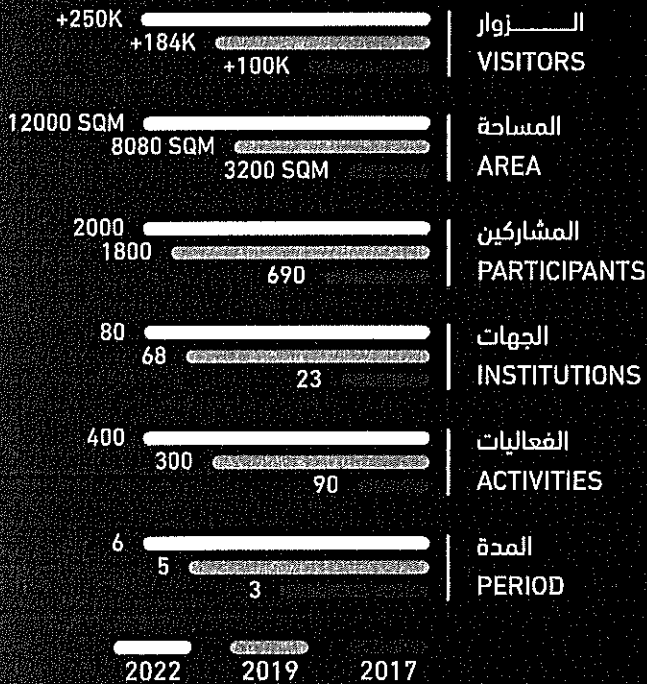 +250K
+184K
+100K
الـــــــزوار
VISITORS
12000 SQM
8080 SQM
3200 SQM
المساحة
AREA
2000
1800
690
المشاركين
PARTICIPANTS
80
68
23
الجهات
INSTITUTIONS
400
300
90
الفعاليات
ACTIVITIES
6
5
3
المدة
PERIOD
2022 2019 2017